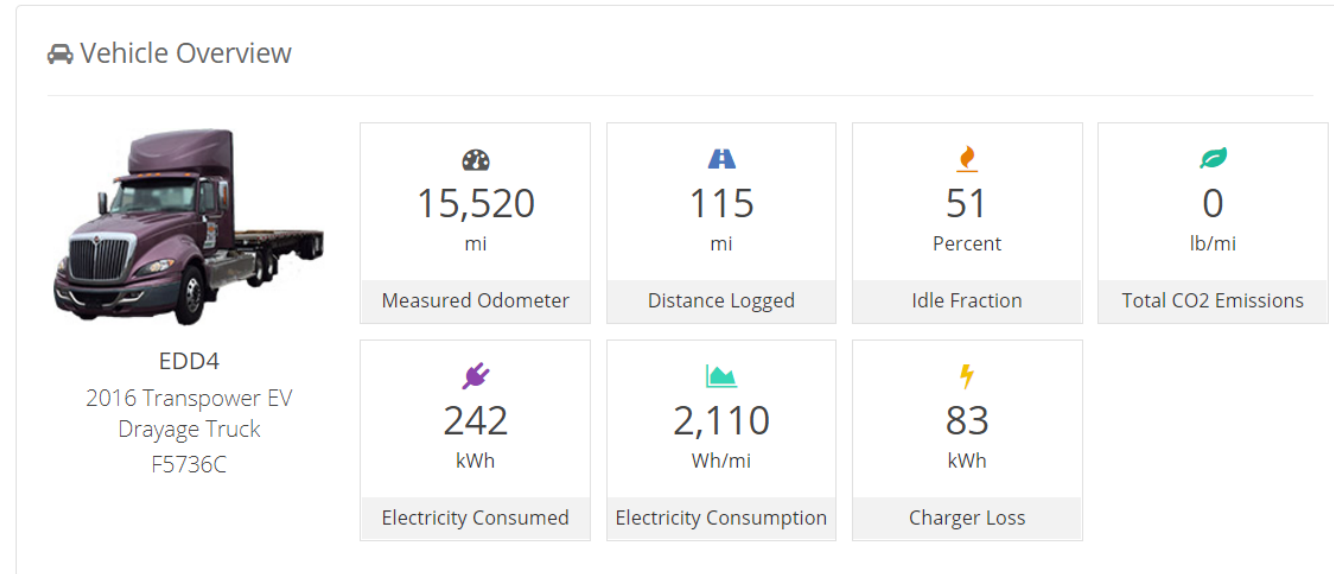 Vehicle Overview
EDD4
2016 Transpower EV
Drayage Truck
F5736C
15,520
mi
Measured Odometer
115
mi
Distance Logged
51
Percent
Idle Fraction
0
lb/mi
Total CO2 Emissions
242
kWh
Electricity Consumed
2,110
Wh/mi
Electricity Consumption
83
kWh
Charger Loss